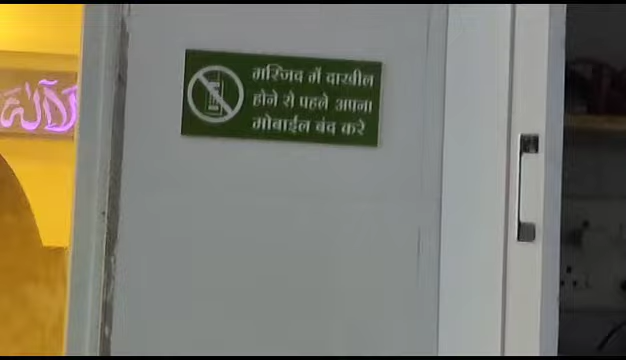 मस्जिद में दाखील
होने से पहले अपना
मोबाईल बंद करे